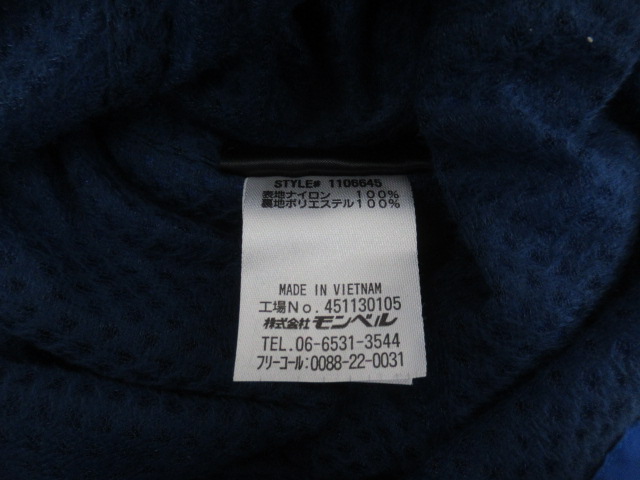 STYLE# 1106645
表地ナイロン 100%
裏地ポリエステル100%
MADE IN VIETNAM
工場No.451130105
株式会社モンベル
TEL.06-6531-3544
フリーコール:0088-22-0031